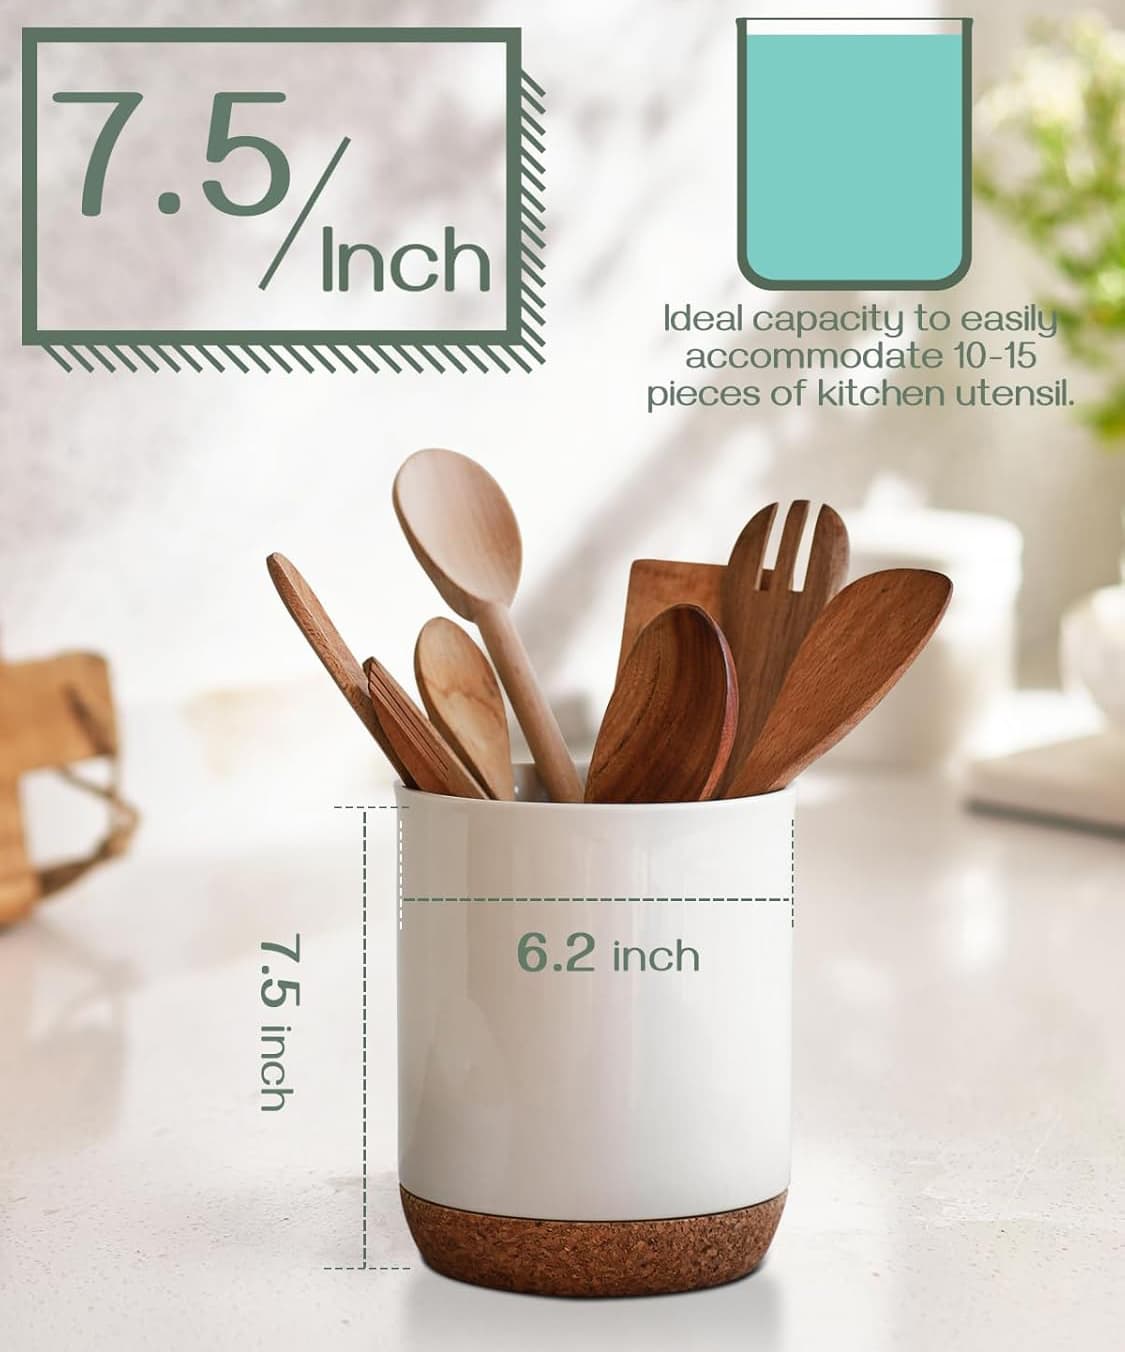 7.5/Inch
Ideal capacity to easily
accommodate 10-15
pieces of kitchen utensil.
6.2 inch
7.5 inch